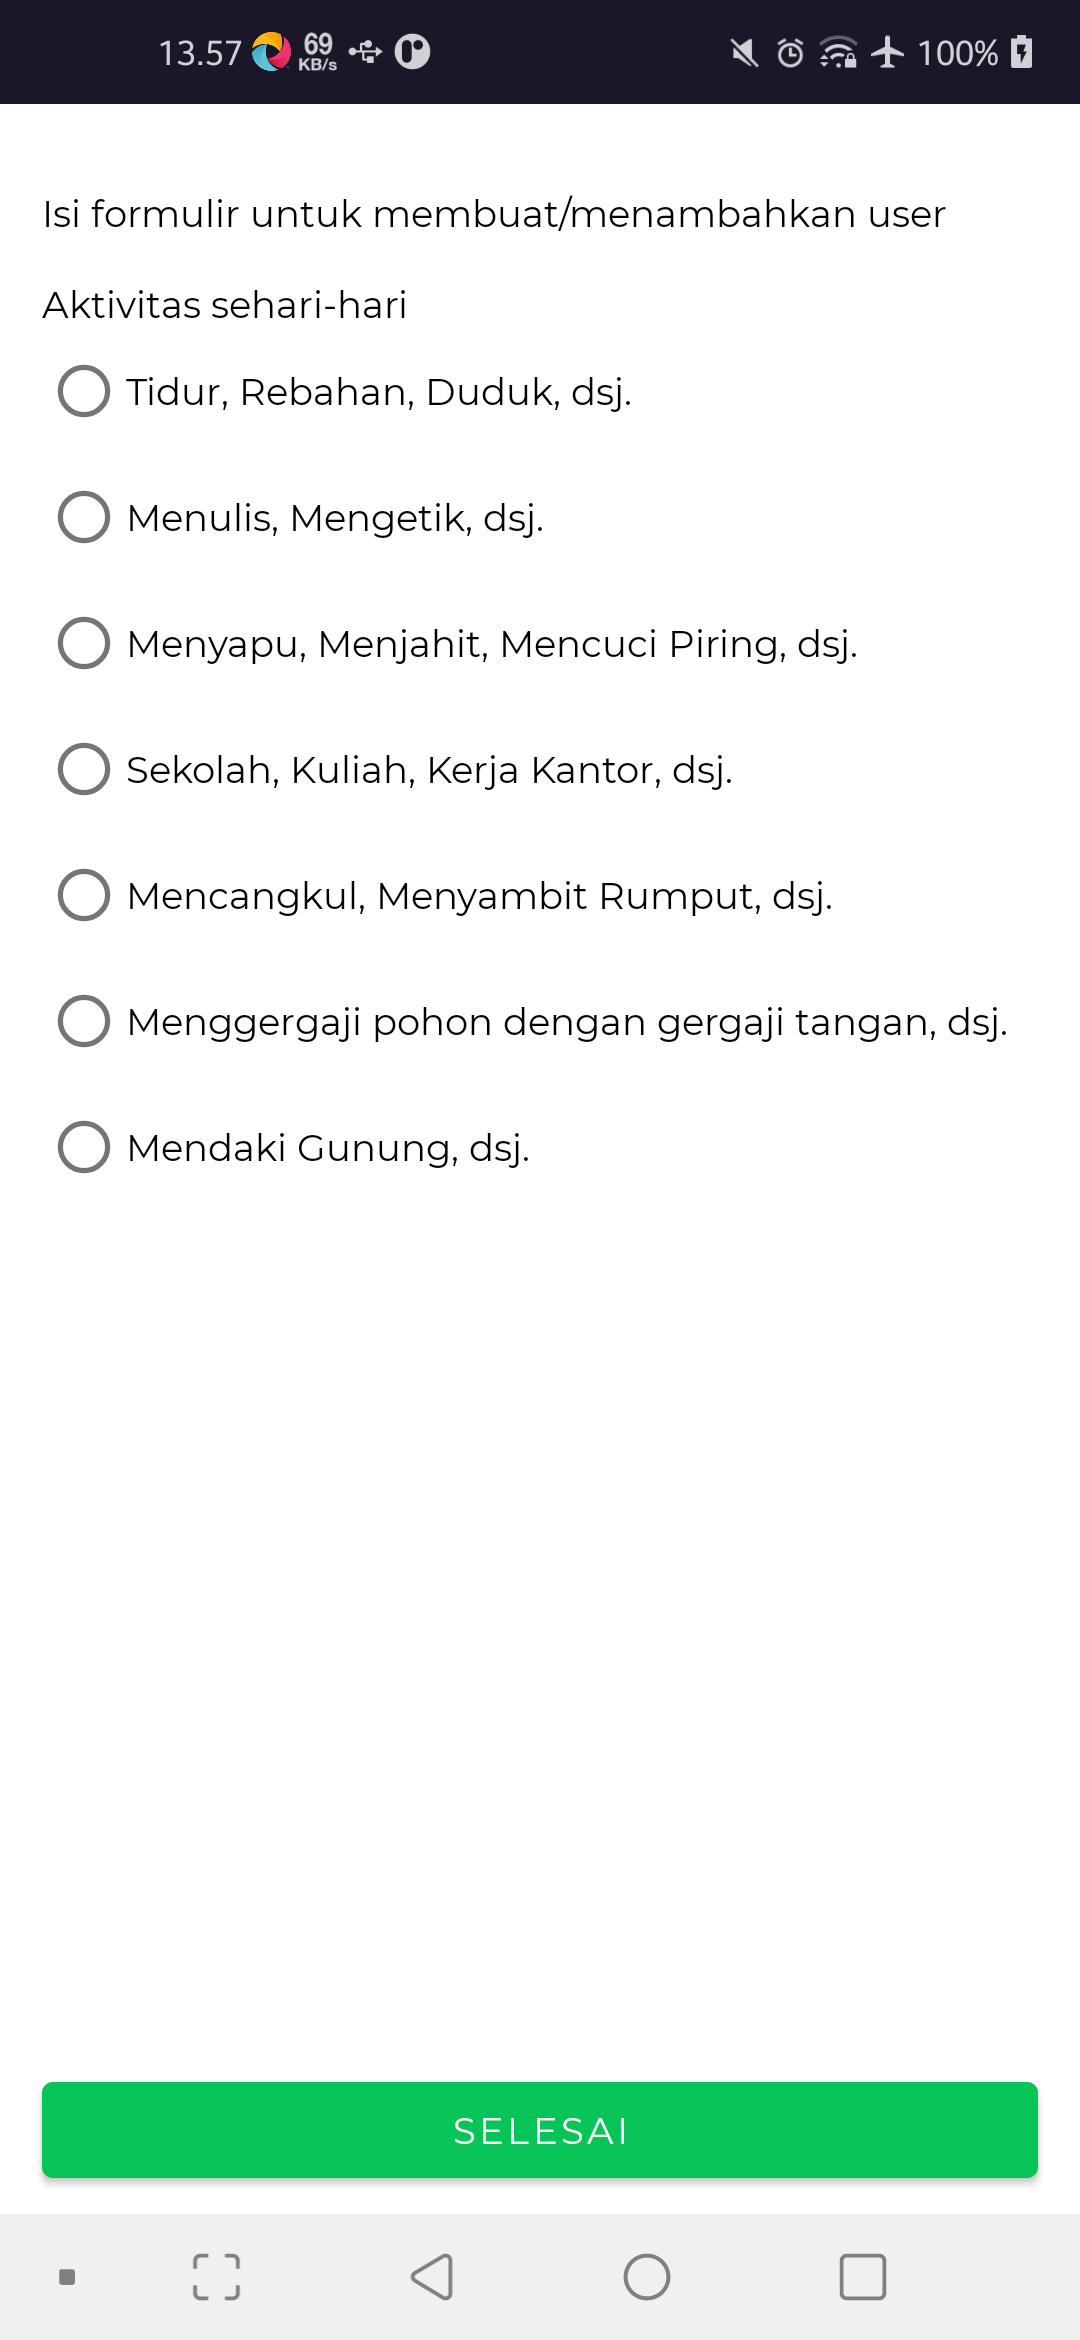 13.57 69 KB/s 100%
Isi formulir untuk membuat/menambahkan user
Aktivitas sehari-hari
Tidur, Rebahan, Duduk, dsj.
Menulis, Mengetik, dsj.
Menyapu, Menjahit, Mencuci Piring, dsj.
Sekolah, Kuliah, Kerja Kantor, dsj.
Mencangkul, Menyambit Rumput, dsj.
Menggergaji pohon dengan gergaji tangan, dsj.
Mendaki Gunung, dsj.
SELESAI